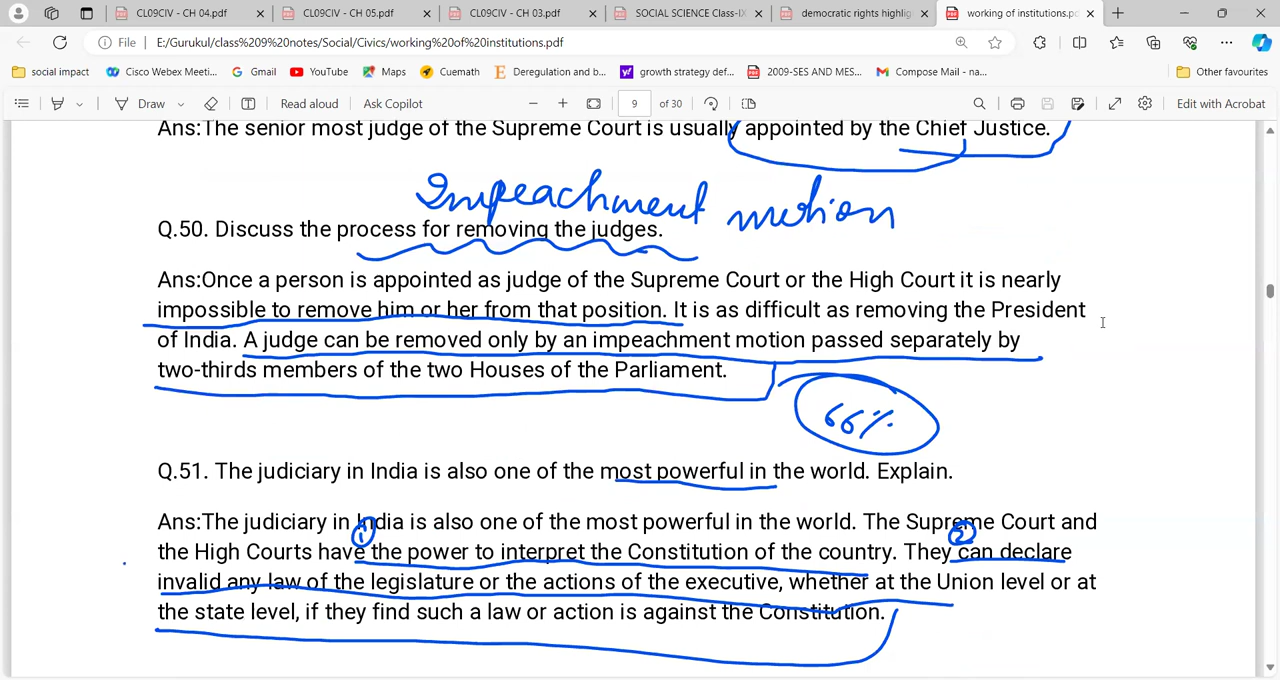 CL09CIV - CH 04.pdf
CL09CIV - CH 05.pdf
CL09CIV - CH 03.pdf
SOCIAL SCIENCE Class-IX
democratic rights highlig
working of institutions.pd
File
E:/Gurukul/class%209%20notes/Social/Civics/working%20of%20institutions.pdf
social impact
Cisco Webex Meeti...
Gmail
YouTube
Maps
Cuemath
Deregulation and b...
growth strategy def...
2009-SES AND MES...
Compose Mail - na...
Other favourites
Draw
Read aloud
Ask Copilot
9 of 30
Edit with Acrobat
Ans:The senior most judge of the Supreme Court is usually appointed by the Chief Justice.
Impeachment motion
Q.50. Discuss the process for removing the judges.
Ans:Once a person is appointed as judge of the Supreme Court or the High Court it is nearly
impossible to remove him or her from that position. It is as difficult as removing the President
of India. A judge can be removed only by an impeachment motion passed separately by
two-thirds members of the two Houses of the Parliament.
66%
Q.51. The judiciary in India is also one of the most powerful in the world. Explain.
Ans:The judiciary in India is also one of the most powerful in the world. The Supreme Court and
1 2
the High Courts have the power to interpret the Constitution of the country. They can declare
invalid any law of the legislature or the actions of the executive, whether at the Union level or at
the state level, if they find such a law or action is against the Constitution.